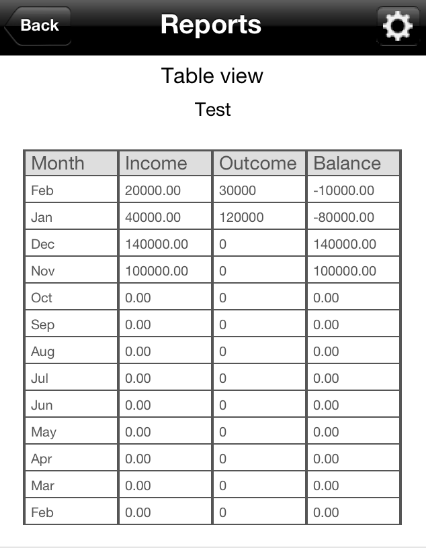 Back Reports
Table view
Test
Month Income Outcome Balance
Feb 20000.00 30000 -10000.00
Jan 40000.00 120000 -80000.00
Dec 140000.00 0 140000.00
Nov 100000.00 0 100000.00
Oct 0.00 0 0.00
Sep 0.00 0 0.00
Aug 0.00 0 0.00
Jul 0.00 0 0.00
Jun 0.00 0 0.00
May 0.00 0 0.00
Apr 0.00 0 0.00
Mar 0.00 0 0.00
Feb 0.00 0 0.00